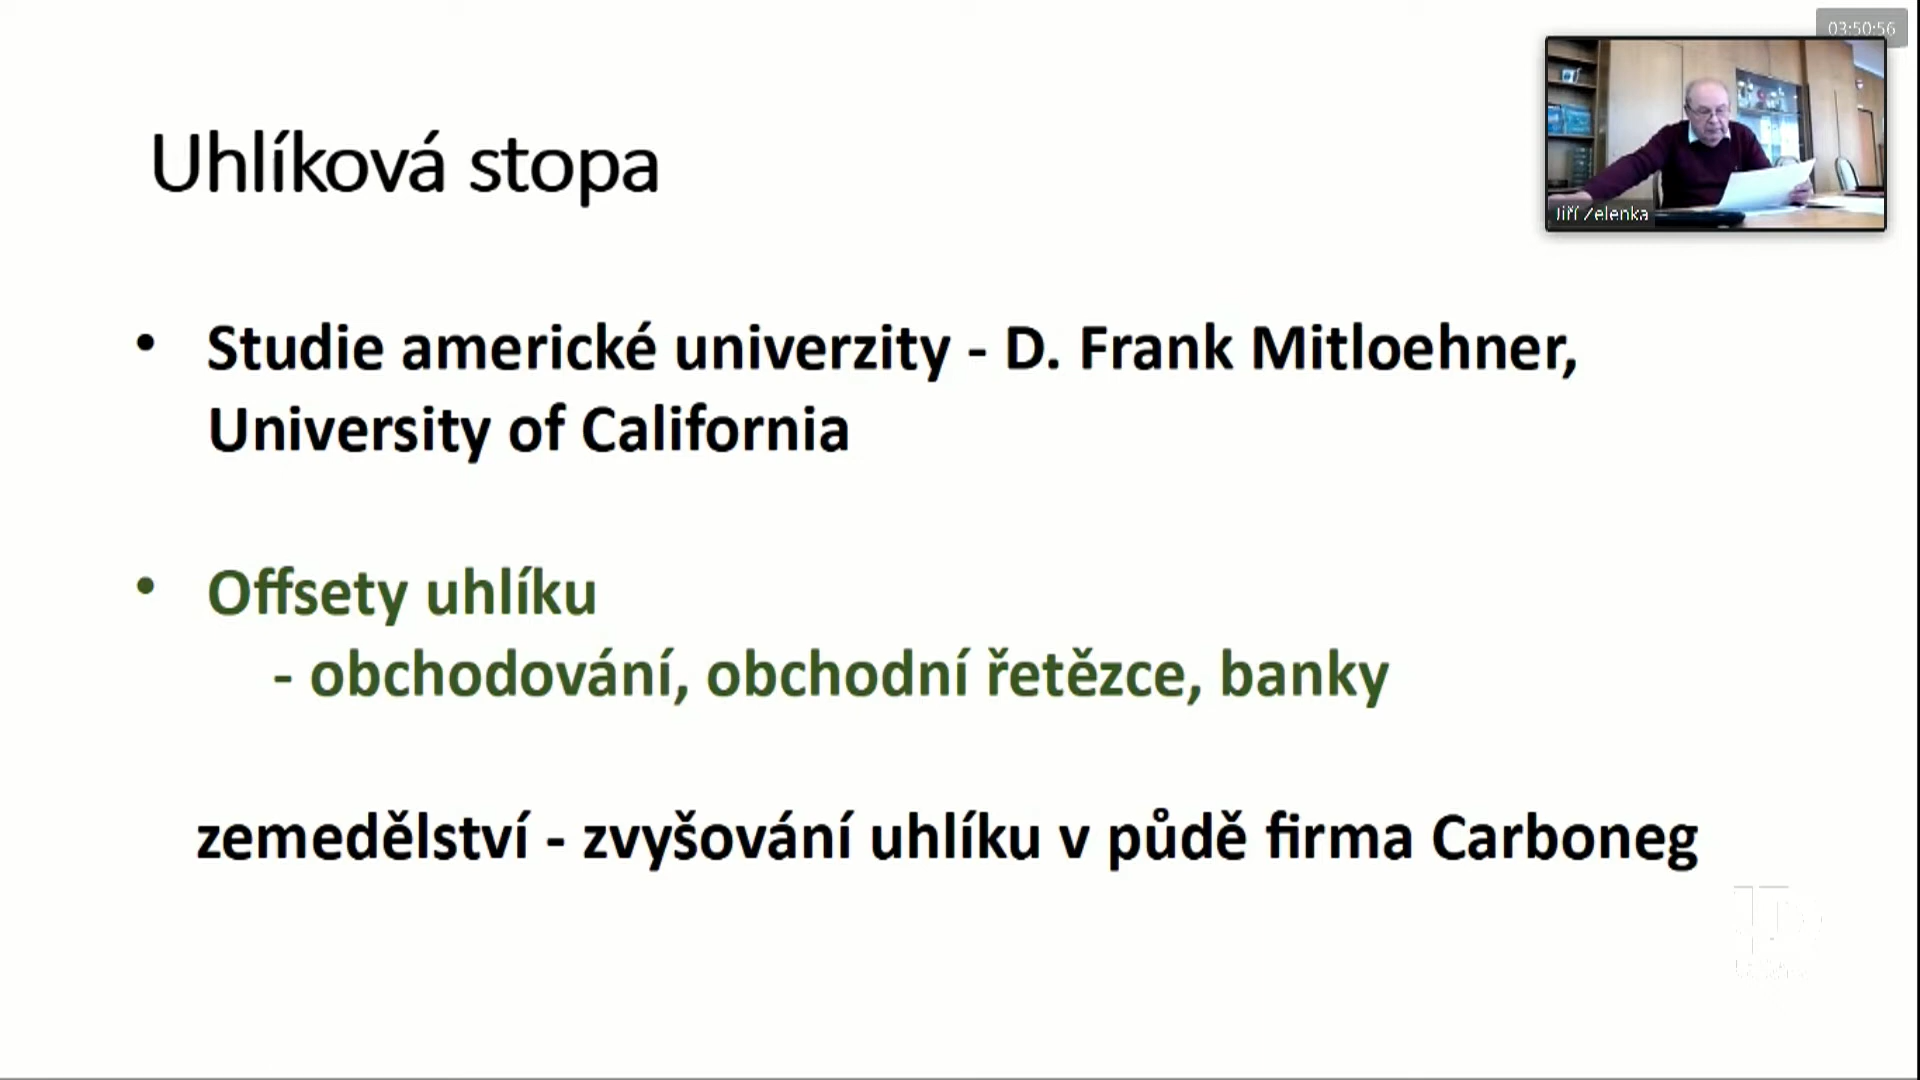 03:50:56
Jiří Zelenka
Uhlíková stopa
• Studie americké univerzity - D. Frank Mitloehner,
University of California
• Offsety uhlíku
- obchodování, obchodní řetězce, banky
zemedělství - zvyšování uhlíku v půdě firma Carboneg